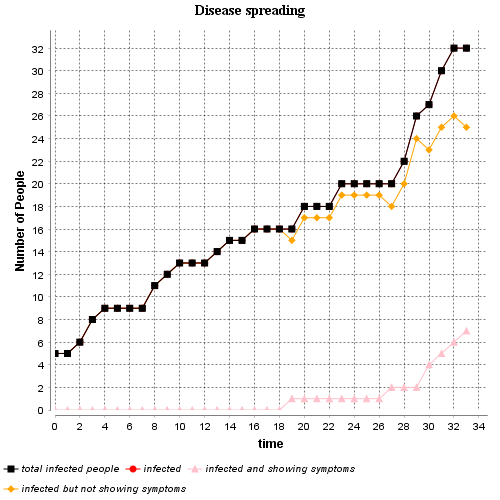 Disease spreading
Number of People
32
30
28
26
24
22
20
18
16
14
12
10
8
6
4
2
0
0 2 4 6 8 10 12 14 16 18 20 22 24 26 28 30 32 34
time
total infected people infected infected and showing symptoms
infected but not showing symptoms